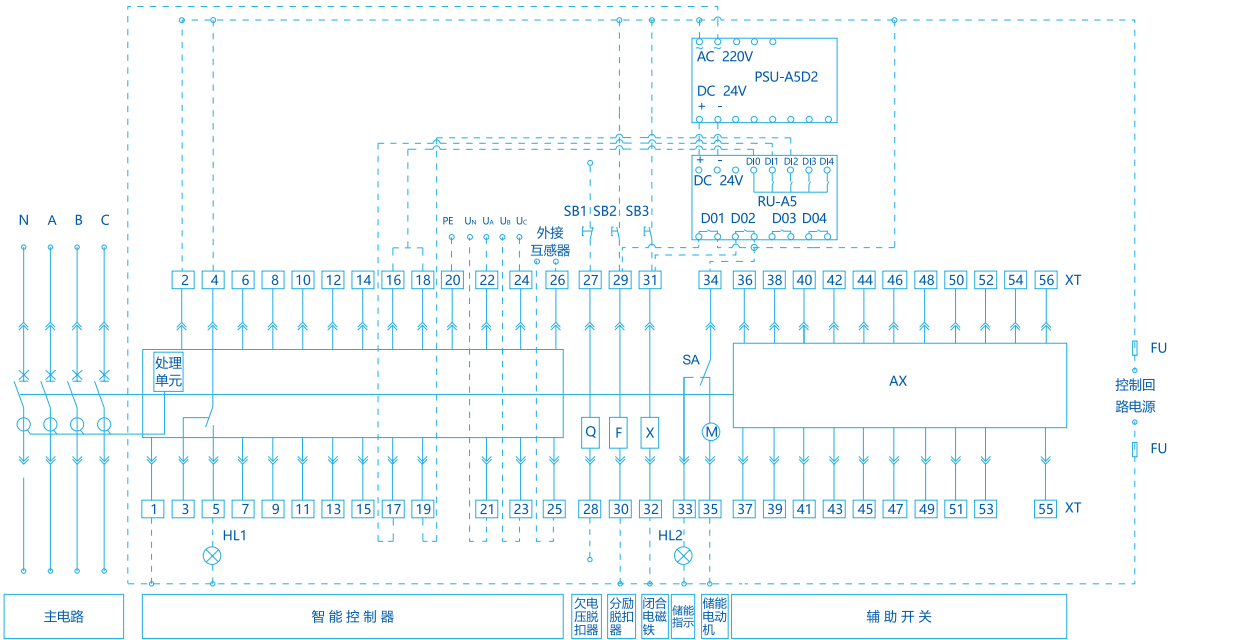 AC 220V
PSU-A5D2
DC 24V
+ -
+ - DI0 DI1 DI2 DI3 DI4
DC 24V
RU-A5
D01 D02 D03 D04
SB1 SB2 SB3
N A B C
PE UN UA UB UC
外接
互感器
2 4 6 8 10 12 14 16 18 20 22 24 26 27 29 31 34 36 38 40 42 44 46 48 50 52 54 56 XT
处理
单元
SA
AX
FU
控制回
路电源
FU
Q F X M
1 3 5 7 9 11 13 15 17 19 21 23 25 28 30 32 33 35 37 39 41 43 45 47 49 51 53 55 XT
HL1
HL2
主电路
智能控制器
欠电
压脱
扣器
分励
脱扣
器
闭合
电磁
铁
储能
指示
储能
电动
机
辅助开关